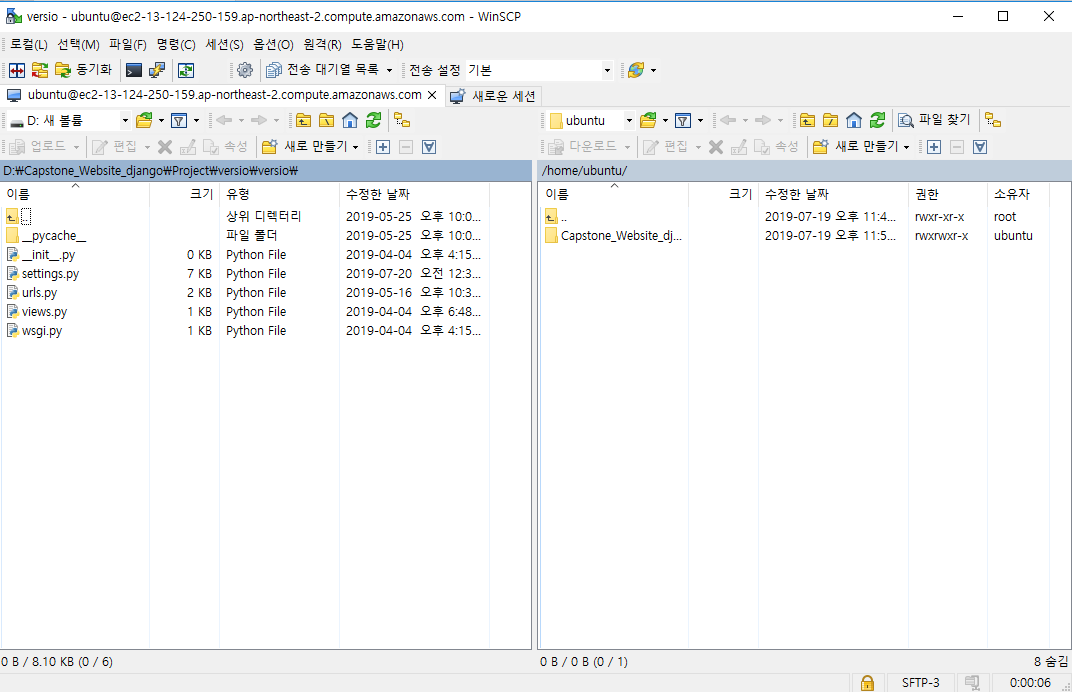 versio - ubuntu@ec2-13-124-250-159.ap-northeast-2.compute.amazonaws.com - WinSCP
로컬(L) 선택(M) 파일(F) 명령(C) 세션(S) 옵션(O) 원격(R) 도움말(H)
동기화 전송 대기열 목록 전송 설정 기본
ubuntu@ec2-13-124-250-159.ap-northeast-2.compute.amazonaws.com 새로운 세션
D: 새 볼륨
업로드 편집 속성 새로 만들기
D:₩Capstone_Website_django₩Project₩versio₩versio₩
이름 크기 유형 수정한 날짜
.. 상위 디렉터리 2019-05-25 오후 10:0...
__pycache__ 파일 폴더 2019-05-25 오후 10:0...
__init__.py 0 KB Python File 2019-04-04 오후 4:15...
settings.py 7 KB Python File 2019-07-20 오전 12:3...
urls.py 2 KB Python File 2019-05-16 오후 10:3...
views.py 1 KB Python File 2019-04-04 오후 6:48...
wsgi.py 1 KB Python File 2019-04-04 오후 4:15...
0 B / 8.10 KB (0 / 6)
ubuntu 파일 찾기
다운로드 편집 속성 새로 만들기
/home/ubuntu/
이름 크기 수정한 날짜 권한 소유자
.. 2019-07-19 오후 11:4... rwxr-xr-x root
Capstone_Website_dj... 2019-07-19 오후 11:5... rwxrwxr-x ubuntu
0 B / 0 B (0 / 1) 8 숨김
SFTP-3 0:00:06